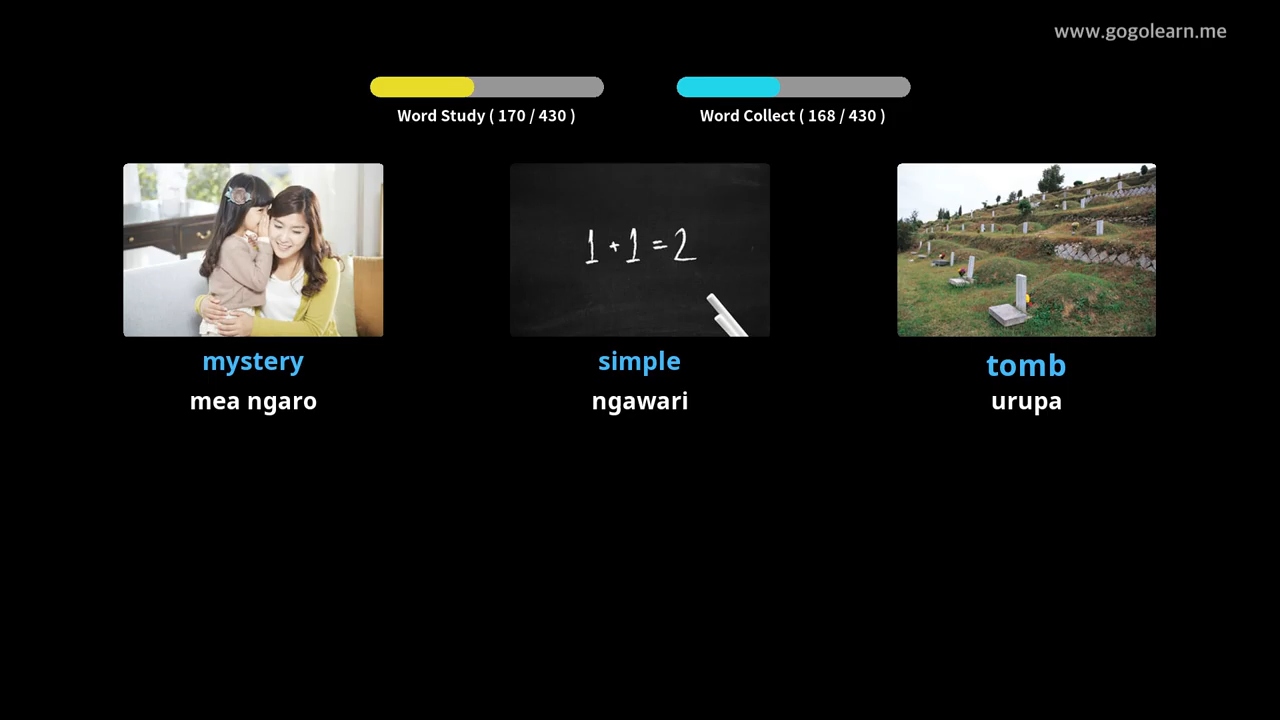 www.gogolearn.me
Word Study ( 170 / 430 )
Word Collect ( 168 / 430 )
1 + 1 = 2
mystery
mea ngaro
simple
ngawari
tomb
urupa